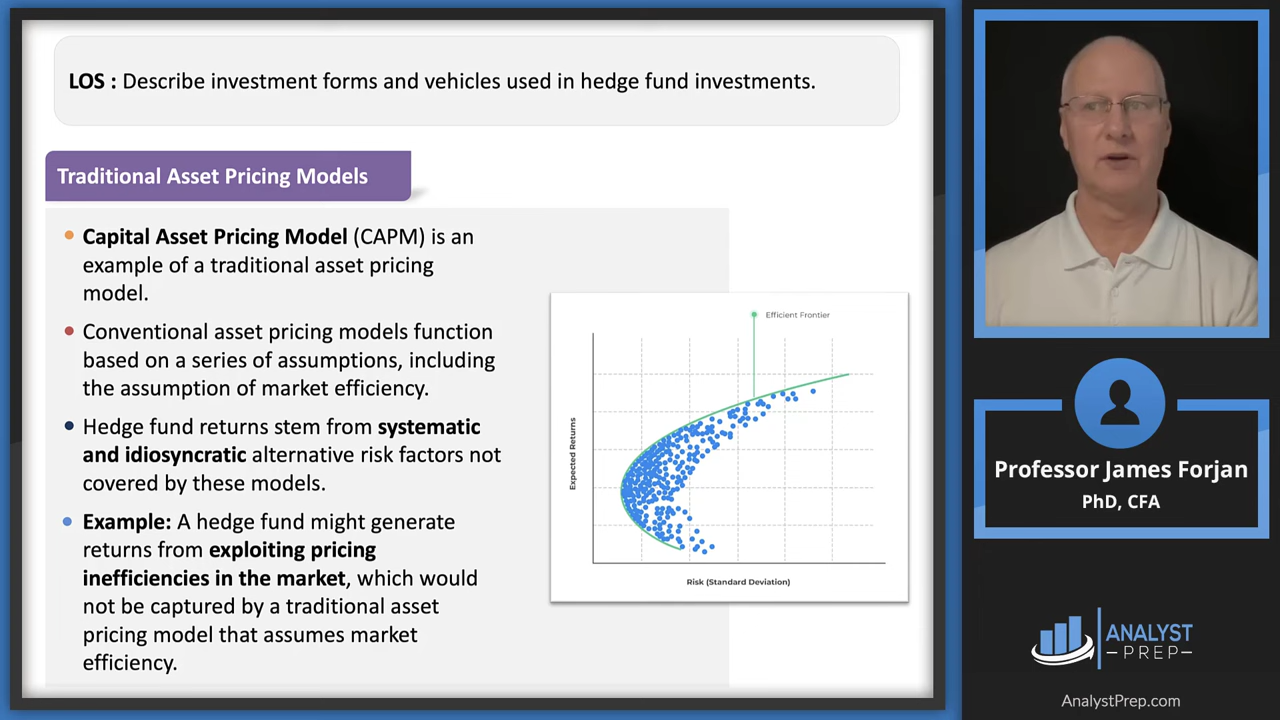 LOS : Describe investment forms and vehicles used in hedge fund investments.
Traditional Asset Pricing Models
Capital Asset Pricing Model (CAPM) is an
example of a traditional asset pricing
model.
Conventional asset pricing models function
based on a series of assumptions, including
the assumption of market efficiency.
Hedge fund returns stem from systematic
and idiosyncratic alternative risk factors not
covered by these models.
Example: A hedge fund might generate
returns from exploiting pricing
inefficiencies in the market, which would
not be captured by a traditional asset
pricing model that assumes market
efficiency.
Efficient Frontier
Expected Returns
Risk (Standard Deviation)
Professor James Forjan
PhD, CFA
ANALYST
PREP
AnalystPrep.com